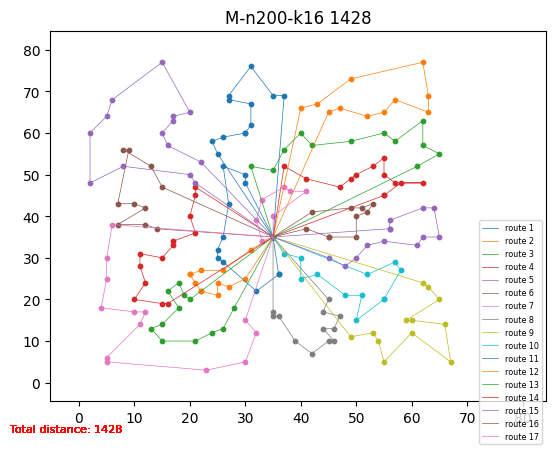 M-n200-k16 1428
80
70
60
50
40
30
20
10
0
0
10
20
30
40
50
60
70
80
route 1
route 2
route 3
route 4
route 5
route 6
route 7
route 8
route 9
route 10
route 11
route 12
route 13
route 14
route 15
route 16
route 17
Total distance: 1428